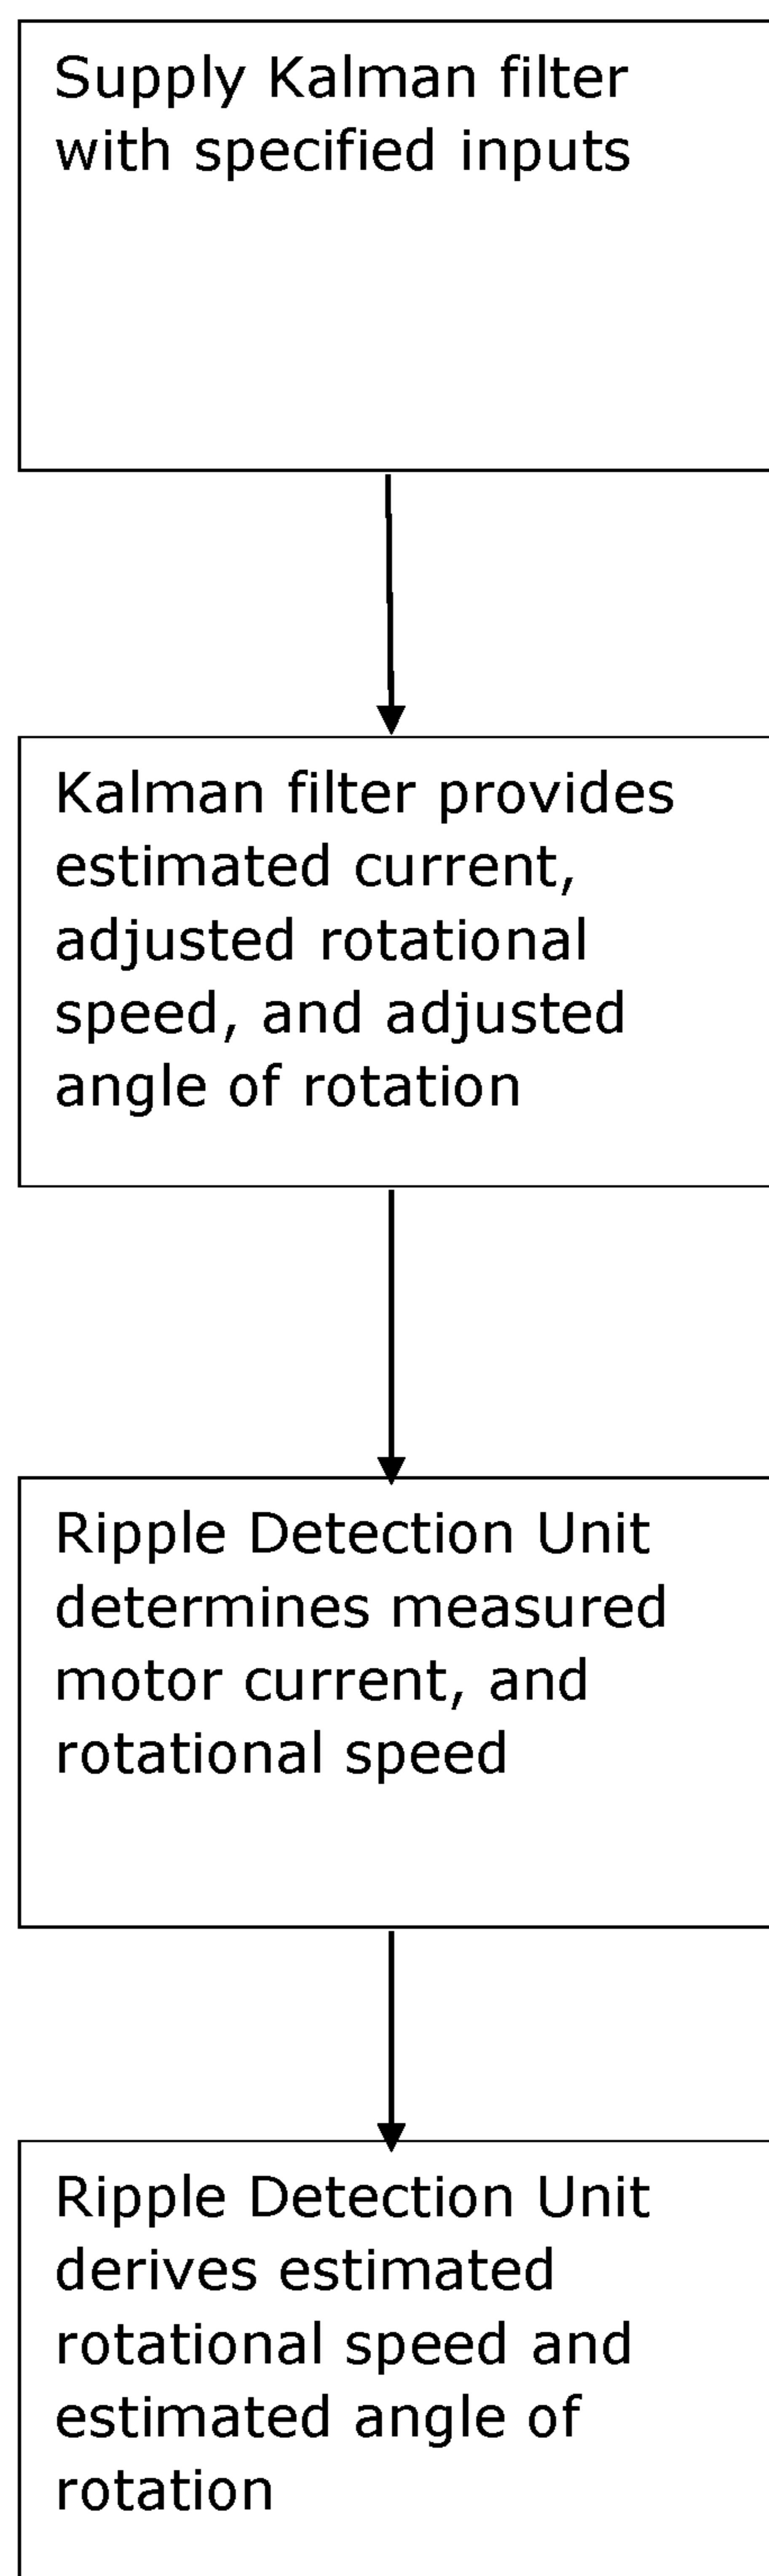 Supply Kalman filter
with specified inputs
Kalman filter provides
estimated current,
adjusted rotational
speed, and adjusted
angle of rotation
Ripple Detection Unit
determines measured
motor current, and
rotational speed
Ripple Detection Unit
derives estimated
rotational speed and
estimated angle of
rotation